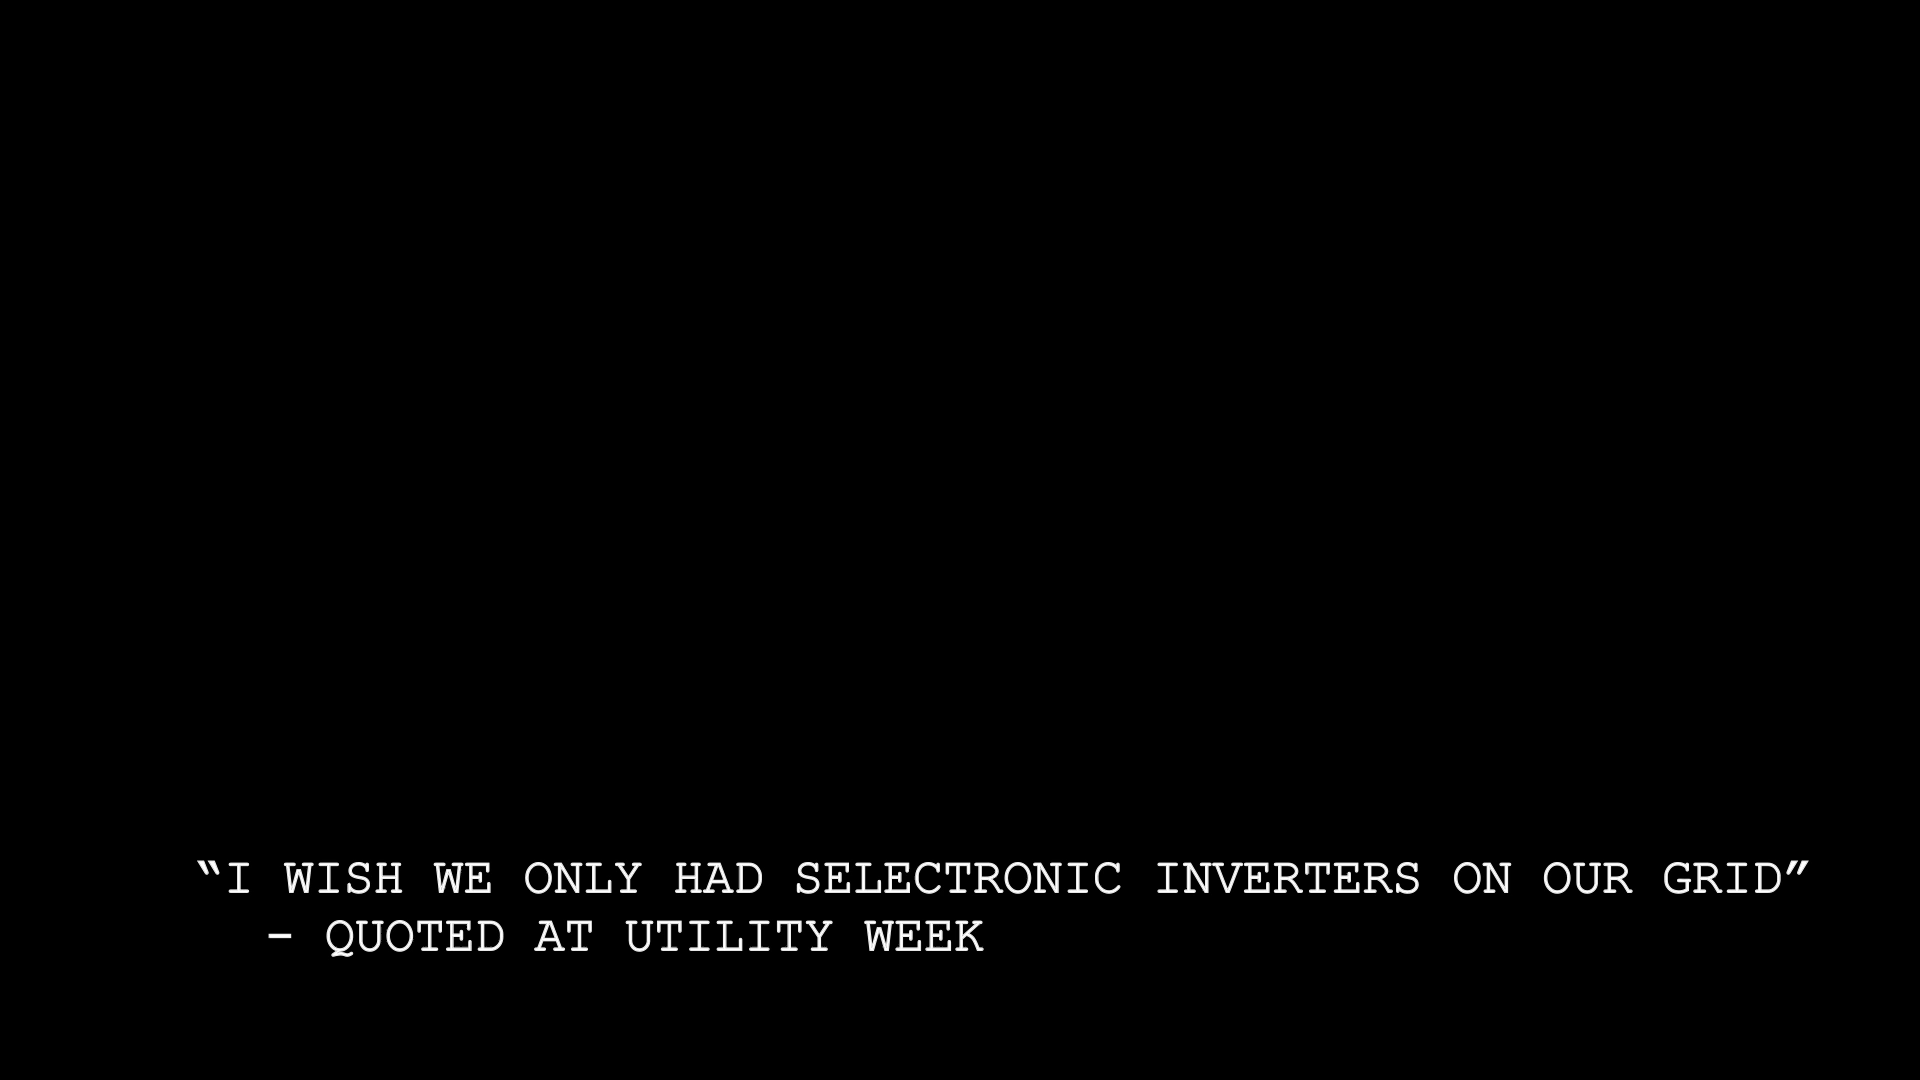 “I WISH WE ONLY HAD SELECTRONIC INVERTERS ON OUR GRID”
– QUOTED AT UTILITY WEEK